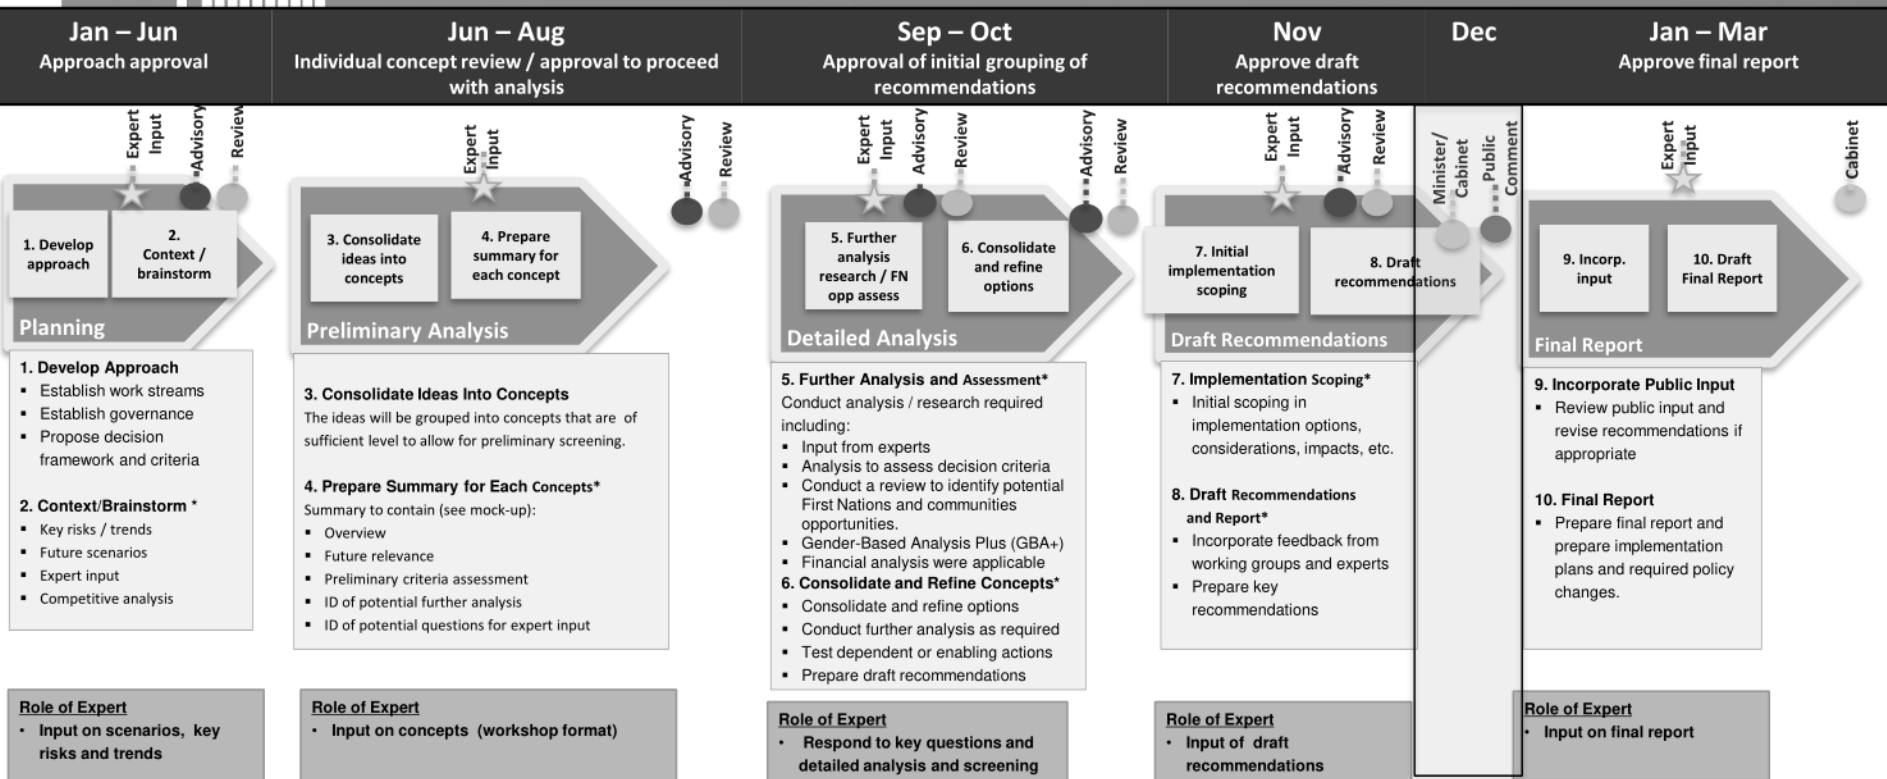 Jan – Jun
Approach approval
Jun – Aug
Individual concept review / approval to proceed
with analysis
Sep – Oct
Approval of initial grouping of
recommendations
Nov
Approve draft
recommendations
Dec
Jan – Mar
Approve final report
Expert
Input
Advisory
Review
Expert
Input
Advisory
Review
Expert
Input
Advisory
Review
Advisory
Review
Expert
Input
Advisory
Review
Minister/
Cabinet
Public
Comment
Expert
Input
Cabinet
1. Develop
approach
2.
Context /
brainstorm
Planning
3. Consolidate
ideas into
concepts
4. Prepare
summary for
each concept
Preliminary Analysis
5. Further
analysis
research / FN
opp assess
6. Consolidate
and refine
options
Detailed Analysis
7. Initial
implementation
scoping
8. Draft
recommendations
Draft Recommendations
9. Incorp.
input
10. Draft
Final Report
Final Report
1. Develop Approach
▪ Establish work streams
▪ Establish governance
▪ Propose decision
framework and criteria
2. Context/Brainstorm *
▪ Key risks / trends
▪ Future scenarios
▪ Expert input
▪ Competitive analysis
3. Consolidate Ideas Into Concepts
The ideas will be grouped into concepts that are of
sufficient level to allow for preliminary screening.
4. Prepare Summary for Each Concepts*
Summary to contain (see mock-up):
▪ Overview
▪ Future relevance
▪ Preliminary criteria assessment
▪ ID of potential further analysis
▪ ID of potential questions for expert input
5. Further Analysis and Assessment*
Conduct analysis / research required
including:
▪ Input from experts
▪ Analysis to assess decision criteria
▪ Conduct a review to identify potential
First Nations and communities
opportunities.
▪ Gender-Based Analysis Plus (GBA+)
▪ Financial analysis were applicable
6. Consolidate and Refine Concepts*
▪ Consolidate and refine options
▪ Conduct further analysis as required
▪ Test dependent or enabling actions
▪ Prepare draft recommendations
7. Implementation Scoping*
▪ Initial scoping in
implementation options,
considerations, impacts, etc.
8. Draft Recommendations
and Report*
▪ Incorporate feedback from
working groups and experts
▪ Prepare key
recommendations
9. Incorporate Public Input
▪ Review public input and
revise recommendations if
appropriate
10. Final Report
▪ Prepare final report and
prepare implementation
plans and required policy
changes.
Role of Expert
• Input on scenarios, key
risks and trends
Role of Expert
• Input on concepts (workshop format)
Role of Expert
• Respond to key questions and
detailed analysis and screening
Role of Expert
• Input of draft
recommendations
Role of Expert
• Input on final report